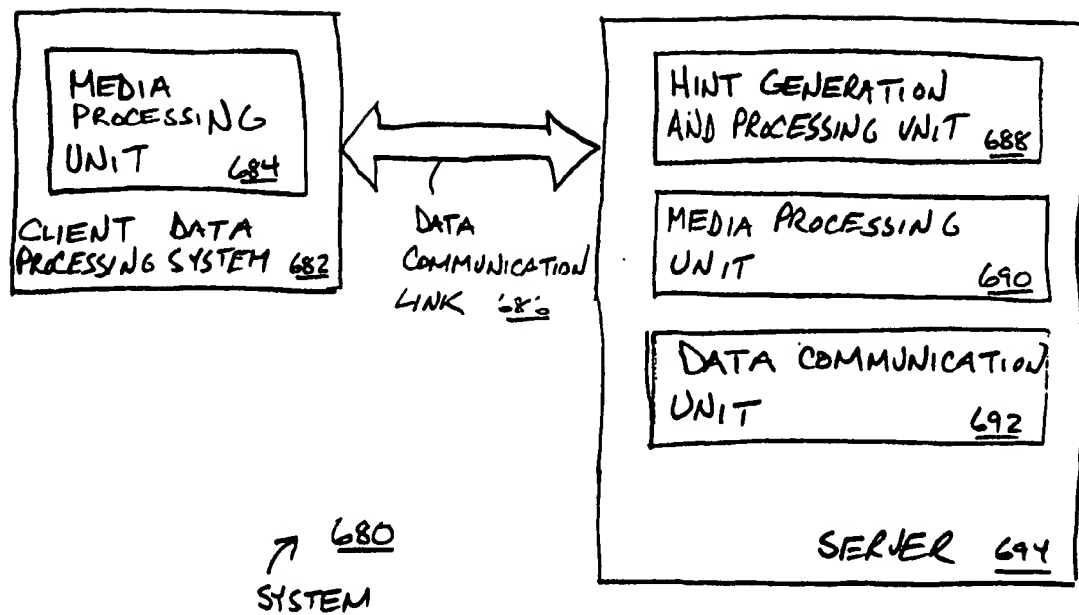 MEDIA
PROCESSING
UNIT 684
CLIENT DATA
PROCESSING SYSTEM 682
DATA
COMMUNICATION
LINK 686
HINT GENERATION
AND PROCESSING UNIT 688
MEDIA PROCESSING
UNIT 690
DATA COMMUNICATION
UNIT 692
SERVER 694
680
SYSTEM